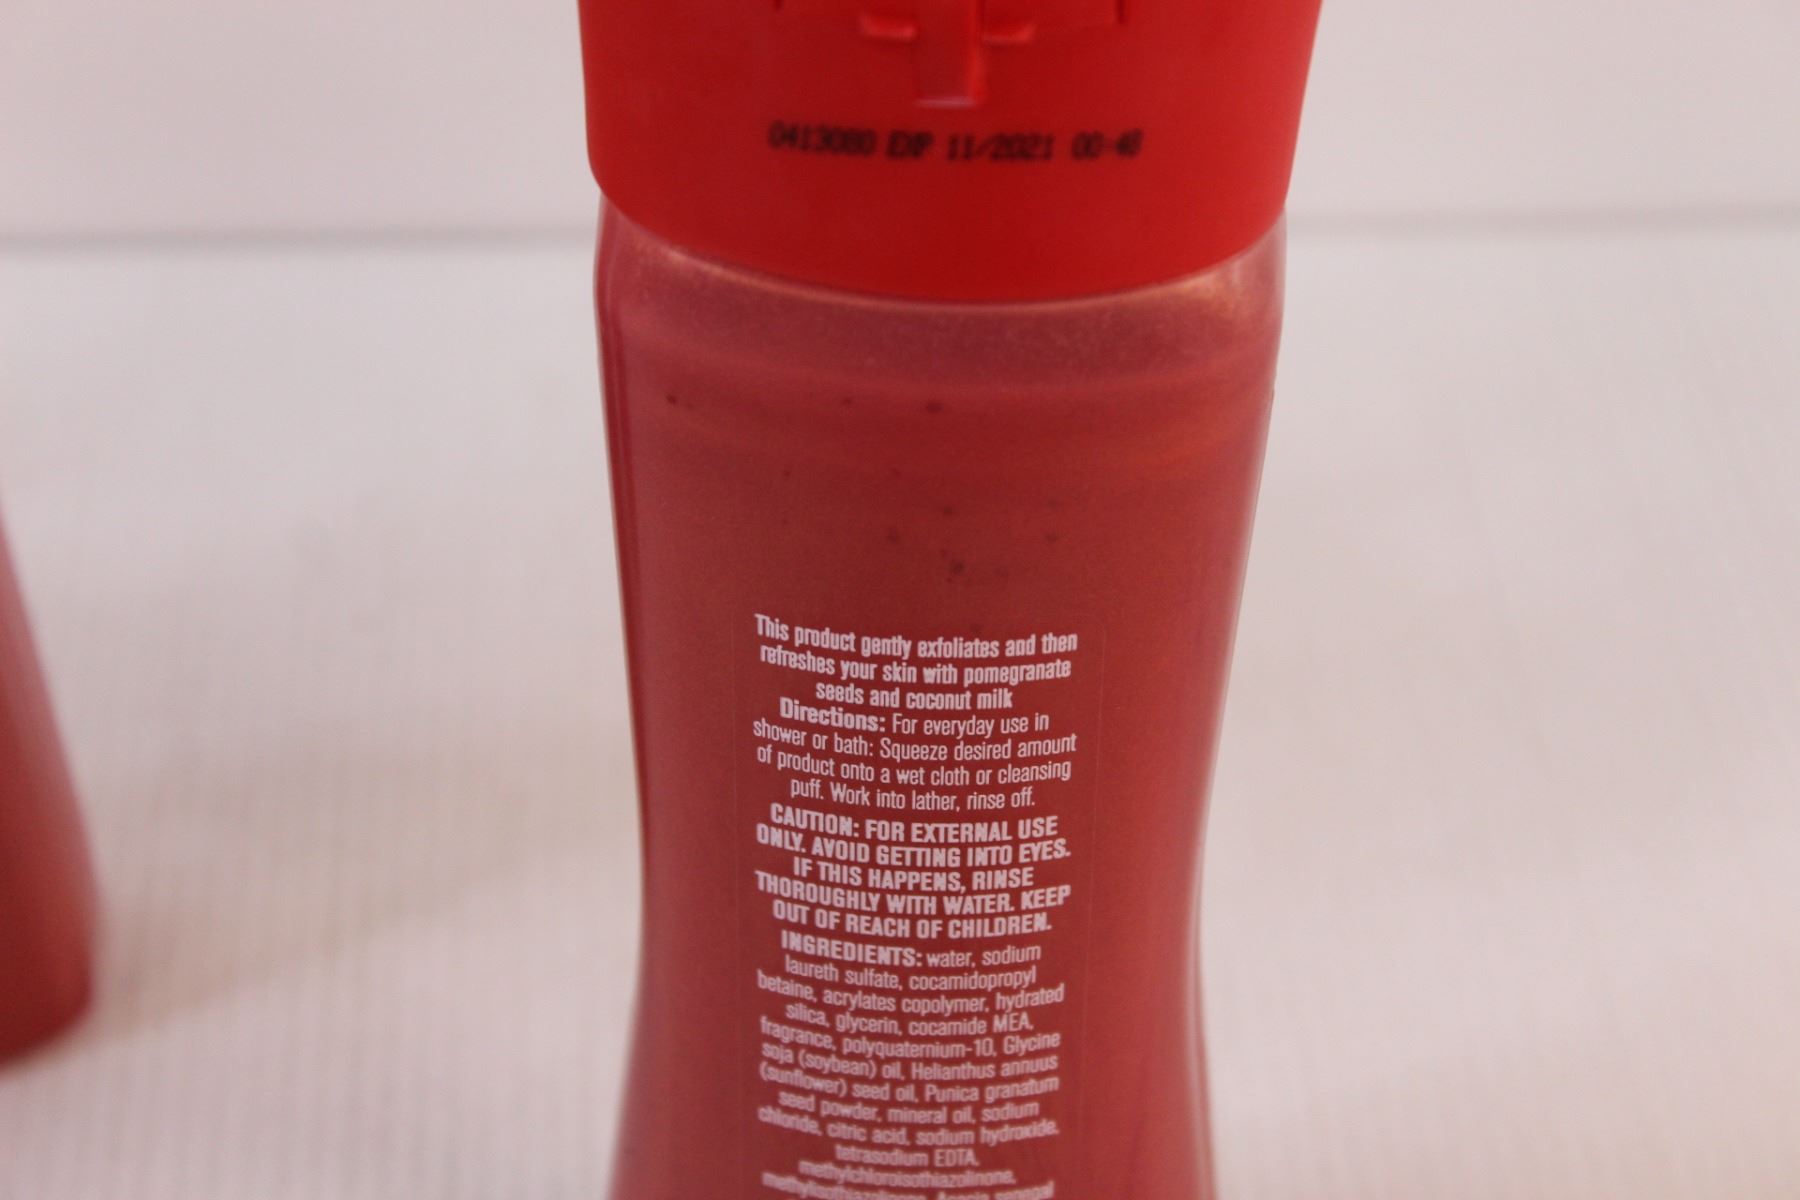 0413080 EXP 11/2021 00:48
This product gently exfoliates and then
refreshes your skin with pomegranate
seeds and coconut milk
Directions: For everyday use in
shower or bath: Squeeze desired amount
of product onto a wet cloth or cleansing
puff. Work into lather, rinse off.
CAUTION: FOR EXTERNAL USE
ONLY. AVOID GETTING INTO EYES.
IF THIS HAPPENS, RINSE
THOROUGHLY WITH WATER. KEEP
OUT OF REACH OF CHILDREN.
INGREDIENTS: water, sodium
laureth sulfate, cocamidopropyl
betaine, acrylates copolymer, hydrated
silica, glycerin, cocamide MEA,
fragrance, polyquaternium-10, Glycine
soja (soybean) oil, Helianthus annuus
(sunflower) seed oil, Punica granatum
seed powder, mineral oil, sodium
chloride, citric acid, sodium hydroxide,
tetrasodium EDTA,
methylchloroisothiazolinone,
methylisothiazolinone, Acacia senegal